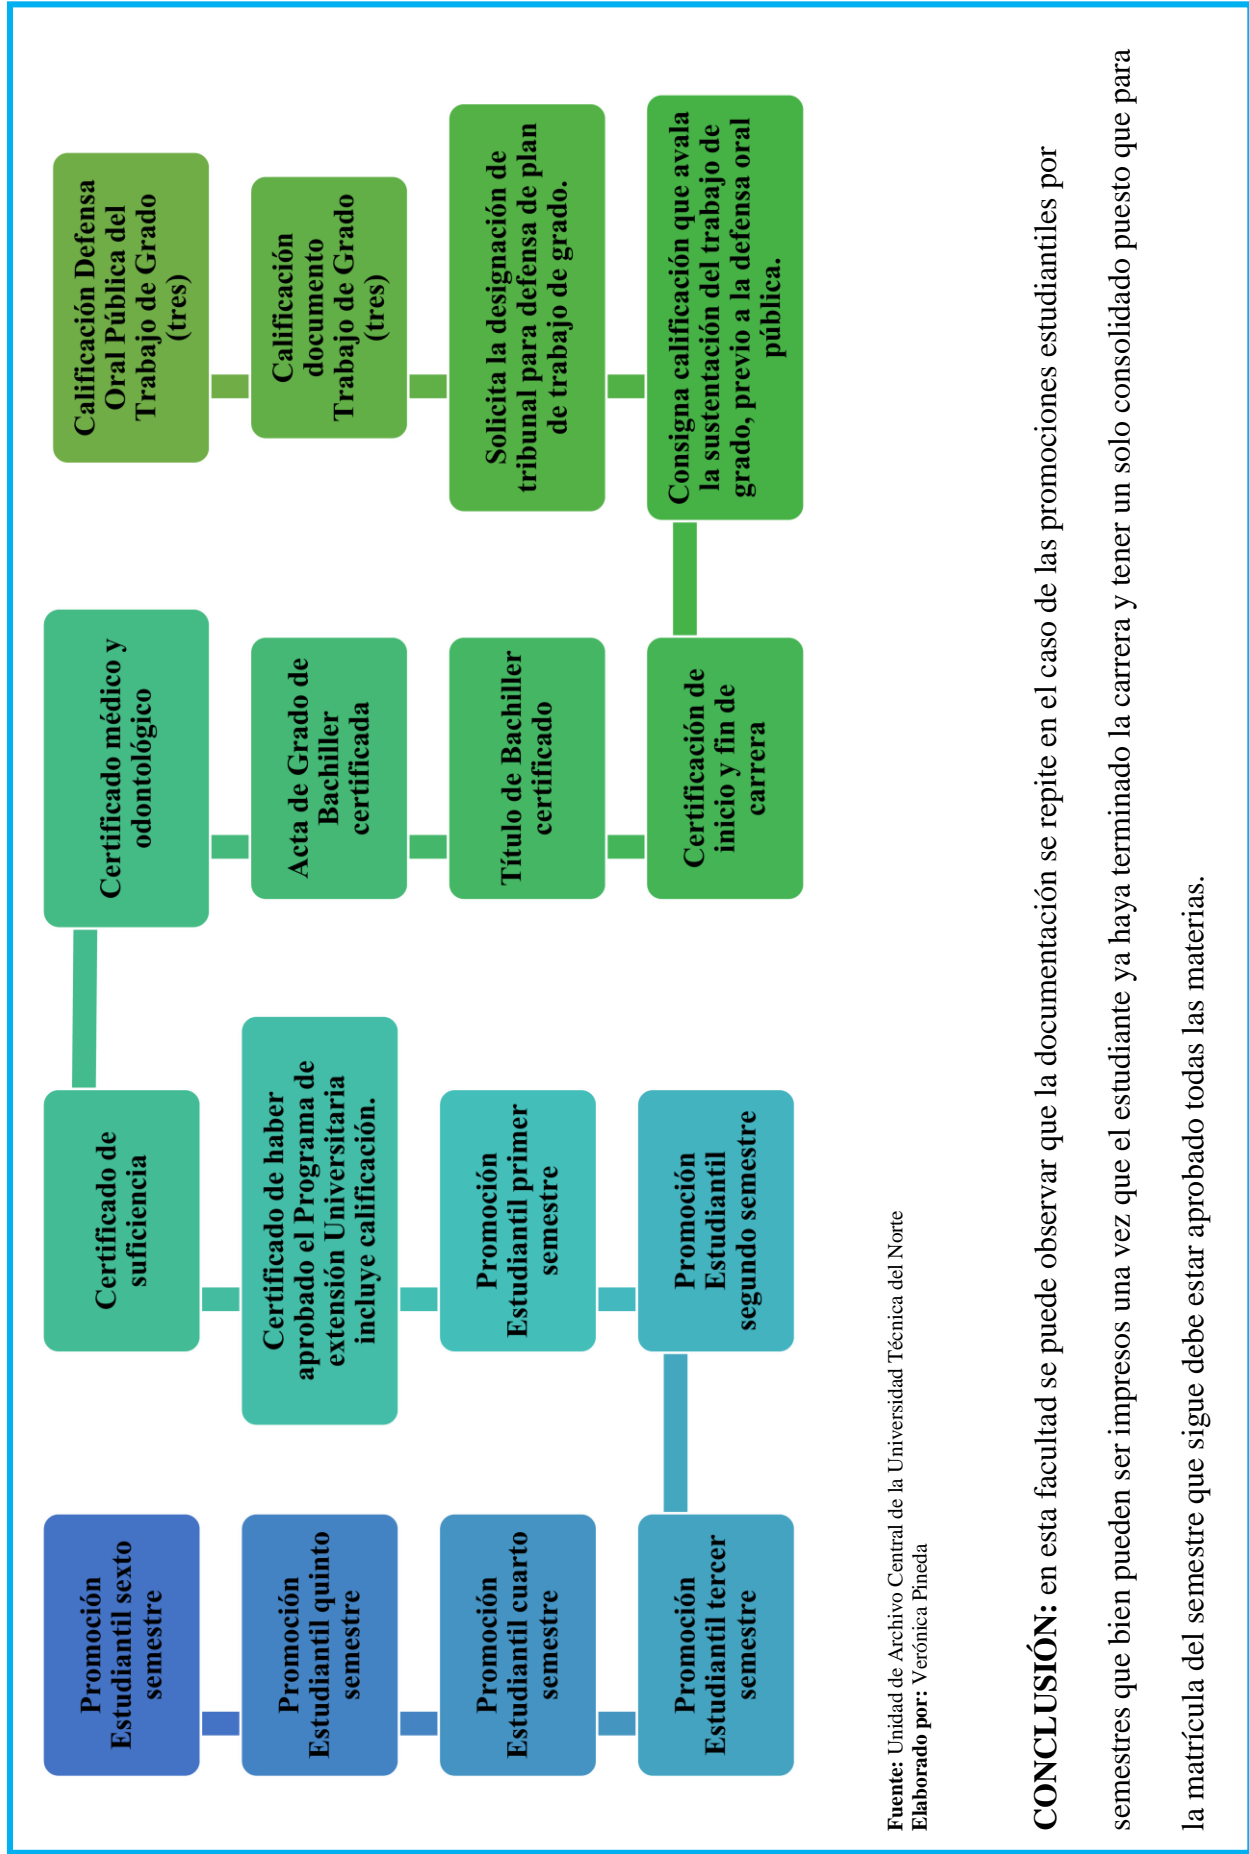 Promoción
Estudiantil sexto
semestre
Promoción
Estudiantil quinto
semestre
Promoción
Estudiantil cuarto
semestre
Promoción
Estudiantil tercer
semestre
Promoción
Estudiantil
segundo semestre
Promoción
Estudiantil primer
semestre
Certificado de haber
aprobado el Programa de
extensión Universitaria
incluye calificación.
Certificado de
suficiencia
Certificado médico y
odontológico
Acta de Grado de
Bachiller
certificada
Título de Bachiller
certificado
Certificación de
inicio y fin de
carrera
Consigna calificación que avala
la sustentación del trabajo de
grado, previo a la defensa oral
pública.
Solicita la designación de
tribunal para defensa de plan
de trabajo de grado.
Calificación
documento
Trabajo de Grado
(tres)
Calificación Defensa
Oral Pública del
Trabajo de Grado
(tres)
Fuente: Unidad de Archivo Central de la Universidad Técnica del Norte
Elaborado por: Verónica Pineda
CONCLUSIÓN: en esta facultad se puede observar que la documentación se repite en el caso de las promociones estudiantiles por
semestres que bien pueden ser impresos una vez que el estudiante ya haya terminado la carrera y tener un solo consolidado puesto que para
la matrícula del semestre que sigue debe estar aprobado todas las materias.